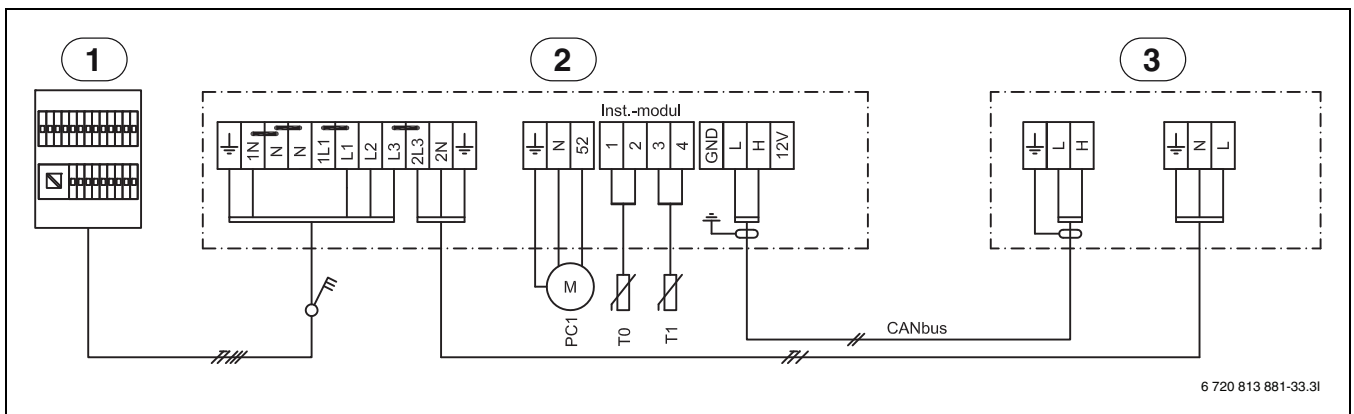 1
2
3
Inst.-modul
1N N N 1L1 L1 L2 L3 2L3 2N
N 52
1 2 3 4
GND L H 12V
L H
N L
M
PC1
T0
T1
CANbus
6 720 813 881-33.3I